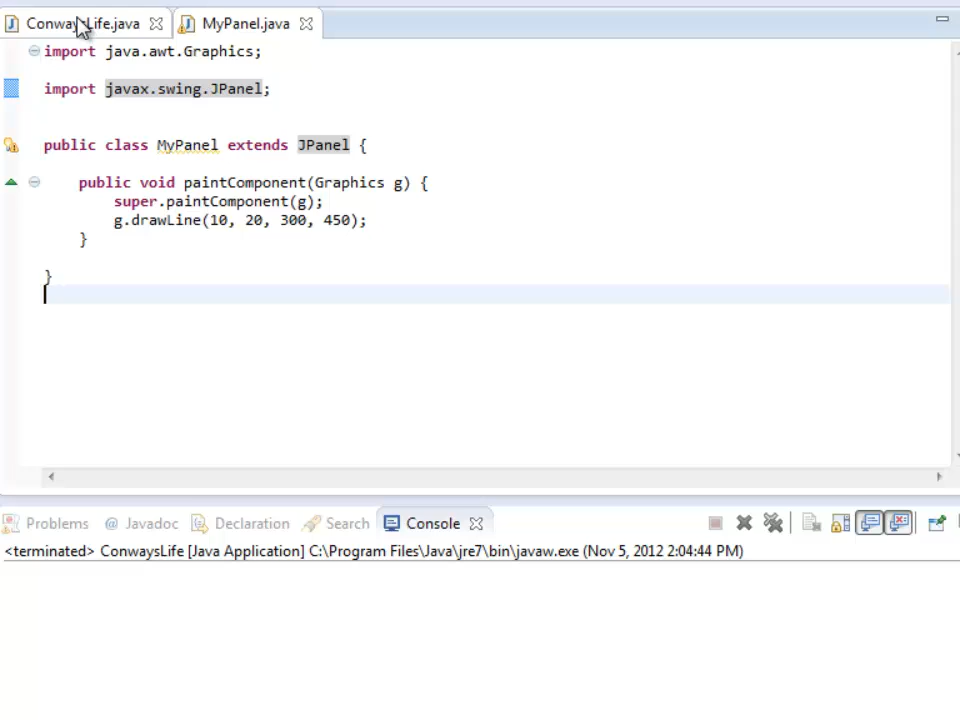 ConwaysLife.java MyPanel.java
import java.awt.Graphics;
import javax.swing.JPanel;
public class MyPanel extends JPanel {
public void paintComponent(Graphics g) {
super.paintComponent(g);
g.drawLine(10, 20, 300, 450);
}
}
Problems @ Javadoc Declaration Search Console
<terminated> ConwaysLife [Java Application] C:\Program Files\Java\jre7\bin\javaw.exe (Nov 5, 2012 2:04:44 PM)